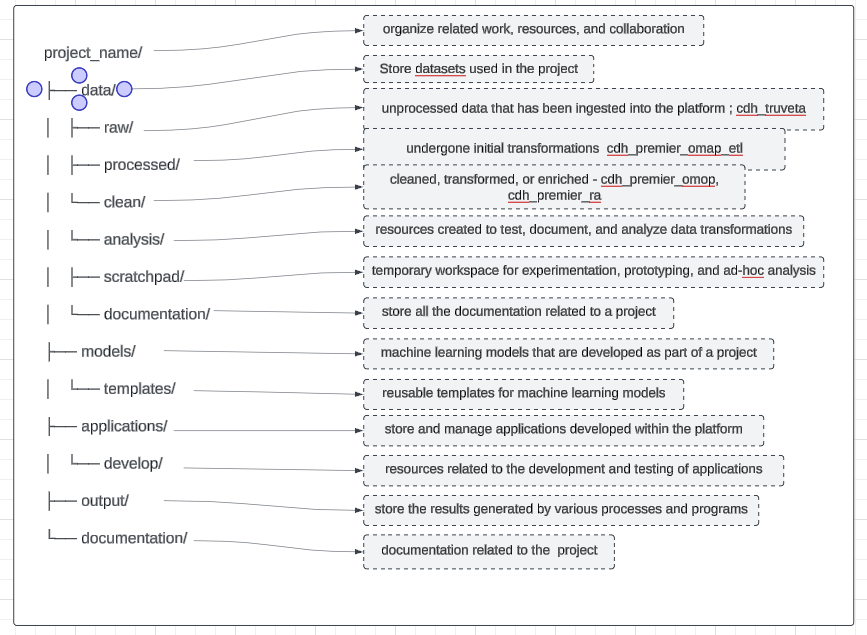 project_name/
organize related work, resources, and collaboration
├── data/
Store datasets used in the project
│ ├── raw/
unprocessed data that has been ingested into the platform ; cdh_truveta
│ ├── processed/
undergone initial transformations cdh_premier_omap_etl
│ └── clean/
cleaned, transformed, or enriched - cdh_premier_omop,
cdh_premier_ra
│ └── analysis/
resources created to test, document, and analyze data transformations
│ └── scratchpad/
temporary workspace for experimentation, prototyping, and ad-hoc analysis
│ └── documentation/
store all the documentation related to a project
├── models/
machine learning models that are developed as part of a project
│ └── templates/
reusable templates for machine learning models
├── applications/
store and manage applications developed within the platform
│ └── develop/
resources related to the development and testing of applications
├── output/
store the results generated by various processes and programs
└── documentation/
documentation related to the project